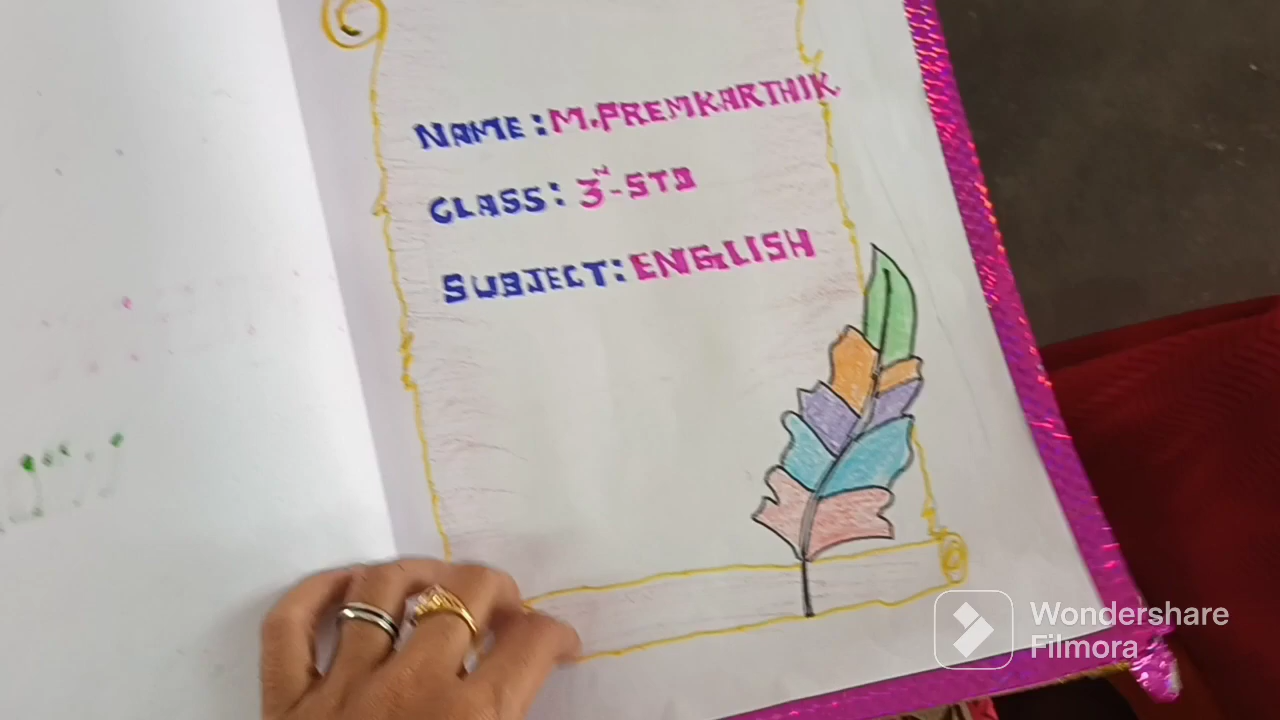 NAME: M.PREMKARTHIK.
CLASS: 3rd-STD
SUBJECT: ENGLISH
Wondershare
Filmora